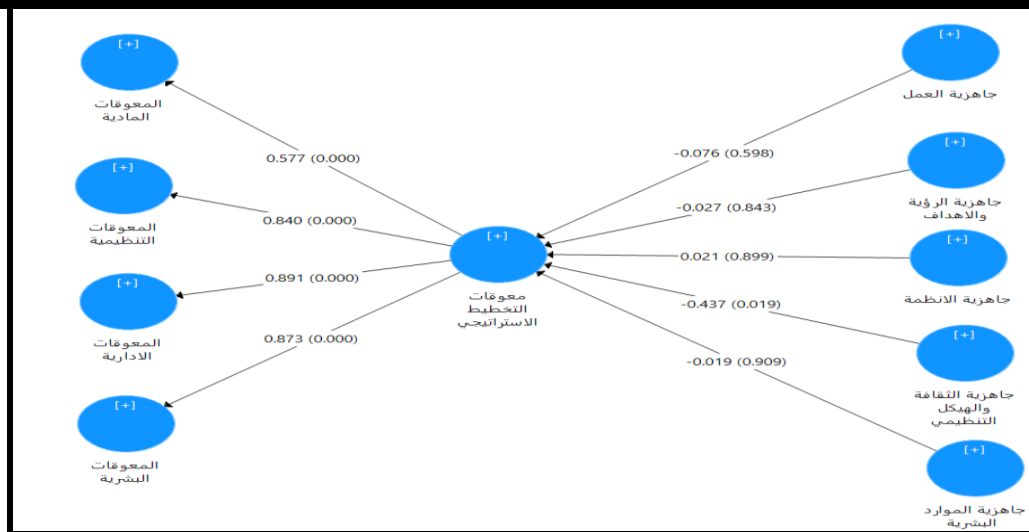 [+]
المعوقات
المادية
[+]
المعوقات
التنظيمية
[+]
المعوقات
الادارية
[+]
المعوقات
البشرية
0.577 (0.000)
0.840 (0.000)
0.891 (0.000)
0.873 (0.000)
[+]
معوقات
التخطيط
الاستراتيجي
-0.076 (0.598)
-0.027 (0.843)
0.021 (0.899)
-0.437 (0.019)
-0.019 (0.909)
[+]
جاهزية العمل
[+]
جاهزية الرؤية
والاهداف
[+]
جاهزية الانظمة
[+]
جاهزية الثقافة
والهيكل
التنظيمي
[+]
جاهزية الموارد
البشرية